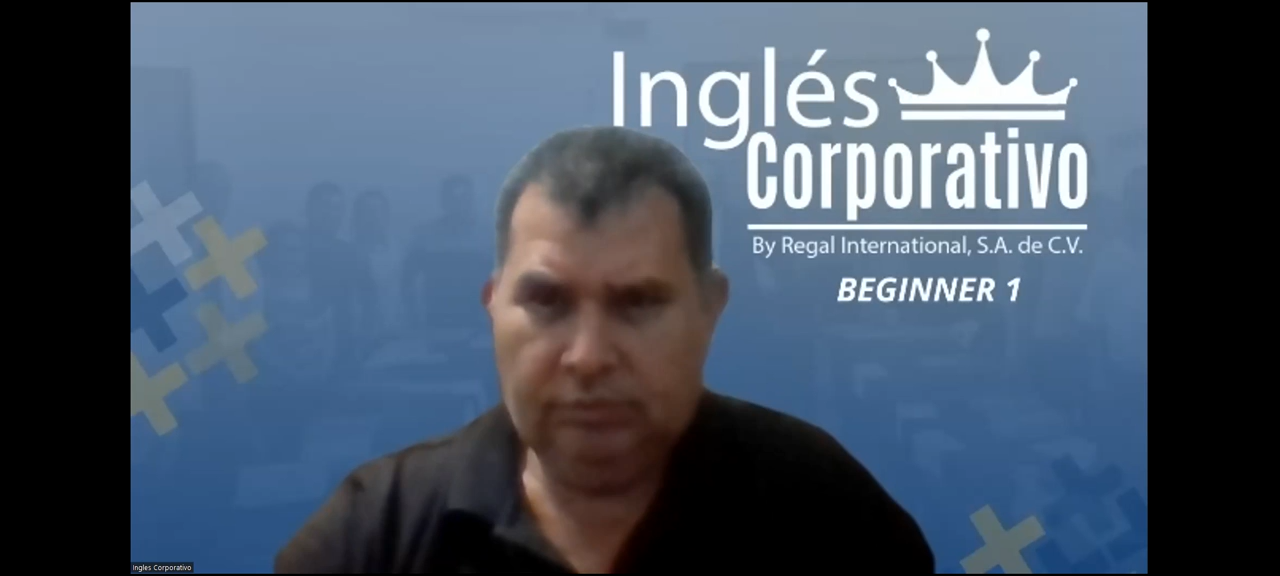 Inglés
Corporativo
By Regal International, S.A. de C.V.
BEGINNER 1
Ingles Corporativo